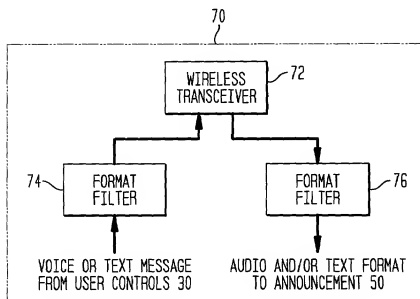 70
WIRELESS
TRANSCEIVER
72
74
FORMAT
FILTER
FORMAT
FILTER
76
VOICE OR TEXT MESSAGE
FROM USER CONTROLS 30
AUDIO AND/OR TEXT FORMAT
TO ANNOUNCEMENT 50